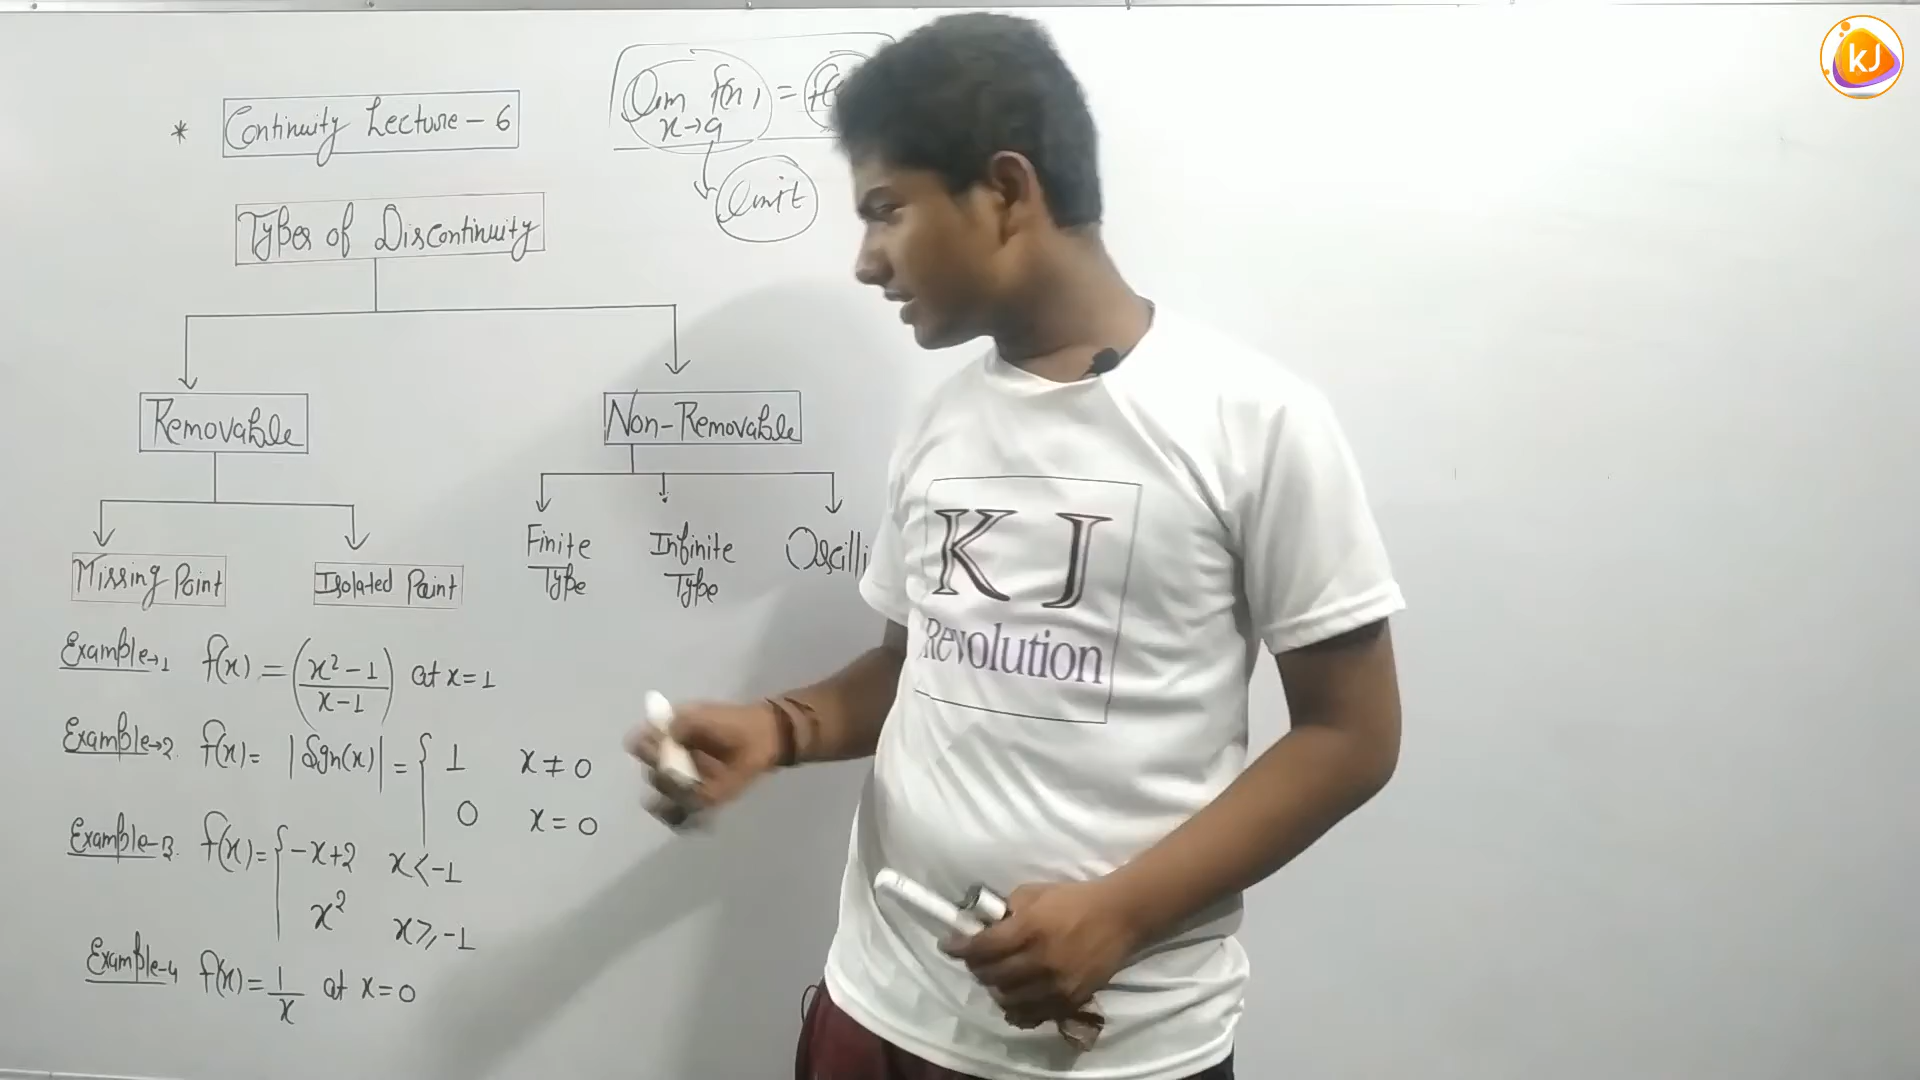 * Continuity Lecture - 6
lim f(x) = f(
x→a
limit
Types of Discontinuity
Removable
Non-Removable
Missing Point
Isolated Point
Finite Type
Infinite Type
Oscilli
Example→1 f(x) = (x²-1 / x-1) at x=1
Example→2 f(x) = |Sgn(x)| = { 1 x ≠ 0
0 x = 0
Example-3 f(x) = { -x+2 x < -1
x² x ≥ -1
Example-4 f(x) = 1/x at x=0
KJ
Revolution
KJ